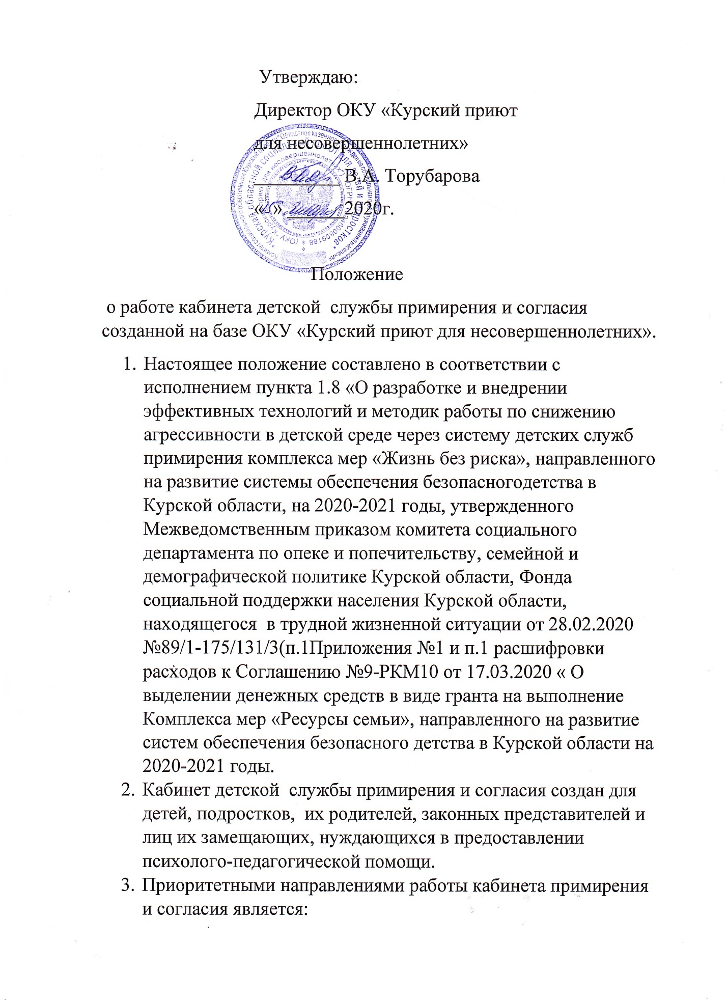 Утверждаю:
Директор ОКУ «Курский приют
для несовершеннолетних»
В.А. Торубарова
«15» 2020г.
Положение
о работе кабинета детской службы примирения и согласия
созданной на базе ОКУ «Курский приют для несовершеннолетних».
1. Настоящее положение составлено в соответствии с
исполнением пункта 1.8 «О разработке и внедрении
эффективных технологий и методик работы по снижению
агрессивности в детской среде через систему детских служб
примирения комплекса мер «Жизнь без риска», направленного
на развитие системы обеспечения безопасногодетства в
Курской области, на 2020-2021 годы, утвержденного
Межведомственным приказом комитета социального
департамента по опеке и попечительству, семейной и
демографической политике Курской области, Фонда
социальной поддержки населения Курской области,
находящегося в трудной жизненной ситуации от 28.02.2020
№89/1-175/131/3(п.1Приложения №1 и п.1 расшифровки
расходов к Соглашению №9-РКМ10 от 17.03.2020 « О
выделении денежных средств в виде гранта на выполнение
Комплекса мер «Ресурсы семьи», направленного на развитие
систем обеспечения безопасного детства в Курской области на
2020-2021 годы.
2. Кабинет детской службы примирения и согласия создан для
детей, подростков, их родителей, законных представителей и
лиц их замещающих, нуждающихся в предоставлении
психолого-педагогической помощи.
3. Приоритетными направлениями работы кабинета примирения
и согласия является: